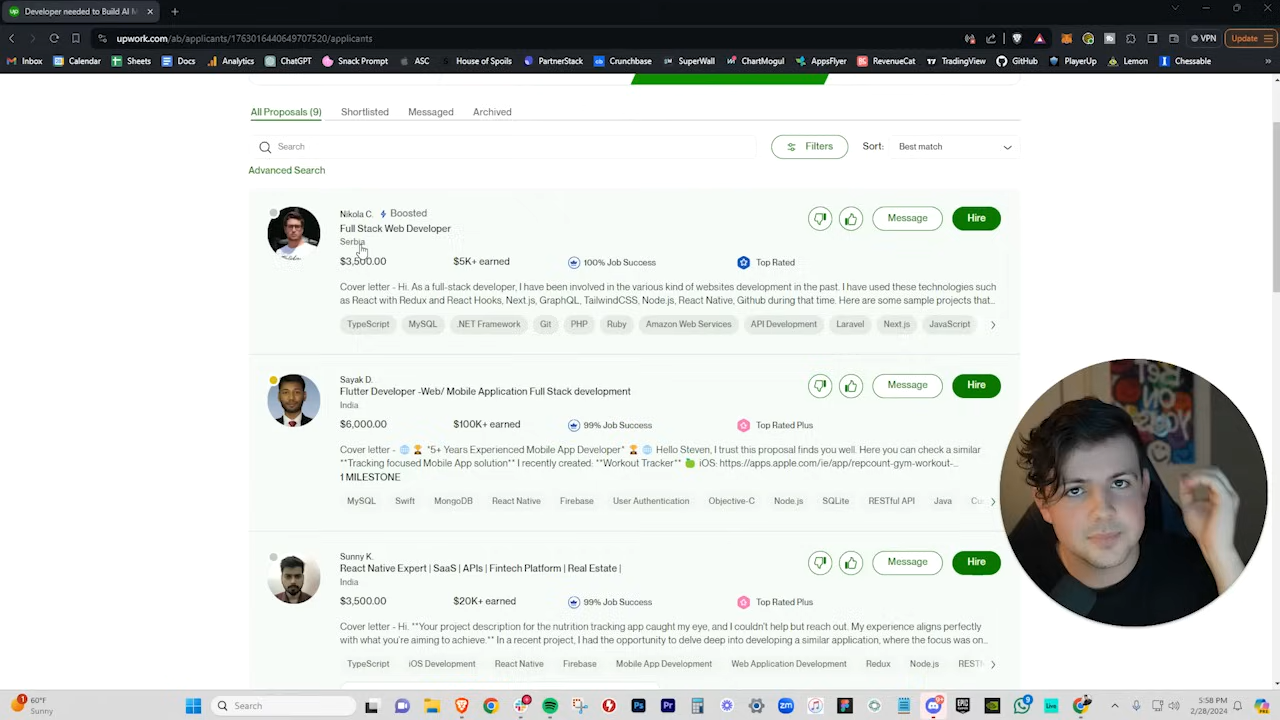 Developer needed to Build AI M
upwork.com/ab/applicants/1763016440649707520/applicants
VPN
Update
Inbox
Calendar
Sheets
Docs
Analytics
ChatGPT
Snack Prompt
ASC
House of Spoils
PartnerStack
Crunchbase
SuperWall
ChartMogul
AppsFlyer
RevenueCat
TradingView
GitHub
PlayerUp
Lemon
Chessable
All Proposals (9)
Shortlisted
Messaged
Archived
Search
Filters
Sort:
Best match
Advanced Search
Nikola C.
Boosted
Full Stack Web Developer
Serbia
$3,500.00
$5K+ earned
100% Job Success
Top Rated
Message
Hire
Cover letter - Hi. As a full-stack developer, I have been involved in the various kind of websites development in the past. I have used these technologies such
as React with Redux and React Hooks, Next.js, GraphQL, TailwindCSS, Node.js, React Native, Github during that time. Here are some sample projects that...
TypeScript
MySQL
.NET Framework
Git
PHP
Ruby
Amazon Web Services
API Development
Laravel
Next.js
JavaScript
Sayak D.
Flutter Developer -Web/ Mobile Application Full Stack development
India
$6,000.00
$100K+ earned
99% Job Success
Top Rated Plus
Message
Hire
Cover letter - 🌐 🏆 *5+ Years Experienced Mobile App Developer* 🏆 🌐 Hello Steven, I trust this proposal finds you well. Here you can check a similar
**Tracking focused Mobile App solution** I recently created: **Workout Tracker** 🍏 iOS: https://apps.apple.com/ie/app/repcount-gym-workout-...
1 MILESTONE
MySQL
Swift
MongoDB
React Native
Firebase
User Authentication
Objective-C
Node.js
SQLite
RESTful API
Java
Cu
Sunny K.
React Native Expert | SaaS | APIs | Fintech Platform | Real Estate |
India
$3,500.00
$20K+ earned
99% Job Success
Top Rated Plus
Message
Hire
Cover letter - Hi. **Your project description for the nutrition tracking app caught my eye, and I couldn't help but reach out. My experience aligns perfectly
with what you're aiming to achieve.** In a recent project, I had the opportunity to delve deep into developing a similar application, where the focus was on...
TypeScript
iOS Development
React Native
Firebase
Mobile App Development
Web Application Development
Redux
Node.js
REST
60°F
Sunny
Search
5:58 PM
2/28/2024